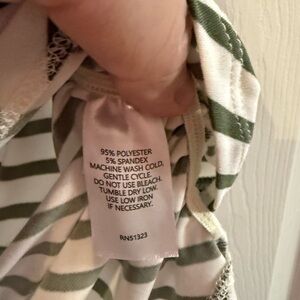 95% POLYESTER
5% SPANDEX
MACHINE WASH COLD,
GENTLE CYCLE.
DO NOT USE BLEACH.
TUMBLE DRY LOW.
USE LOW IRON
IF NECESSARY.
RN51323